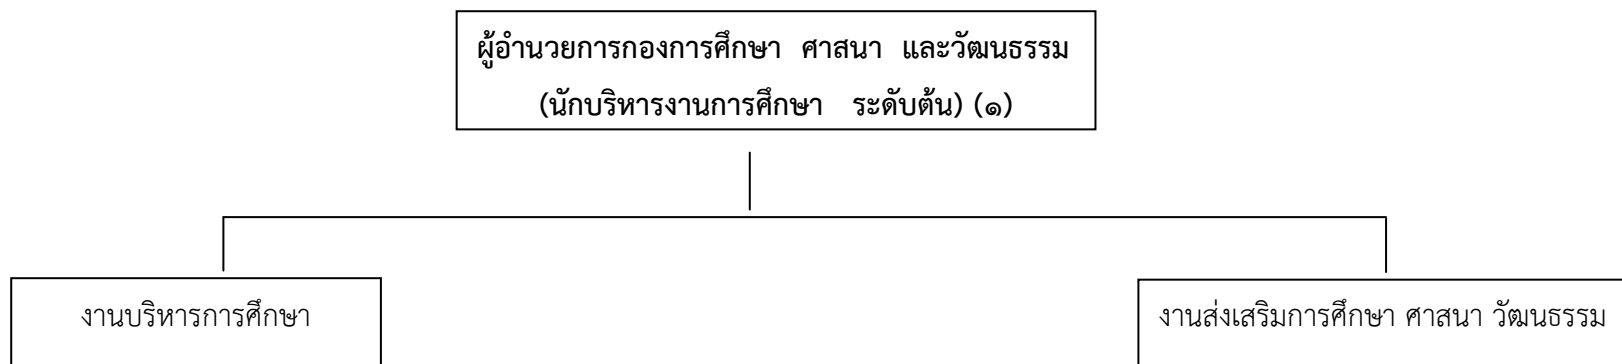 ผู้อำนวยการกองการศึกษา ศาสนา และวัฒนธรรม
(นักบริหารงานการศึกษา ระดับต้น) (๑)
งานบริหารการศึกษา
งานส่งเสริมการศึกษา ศาสนา วัฒนธรรม